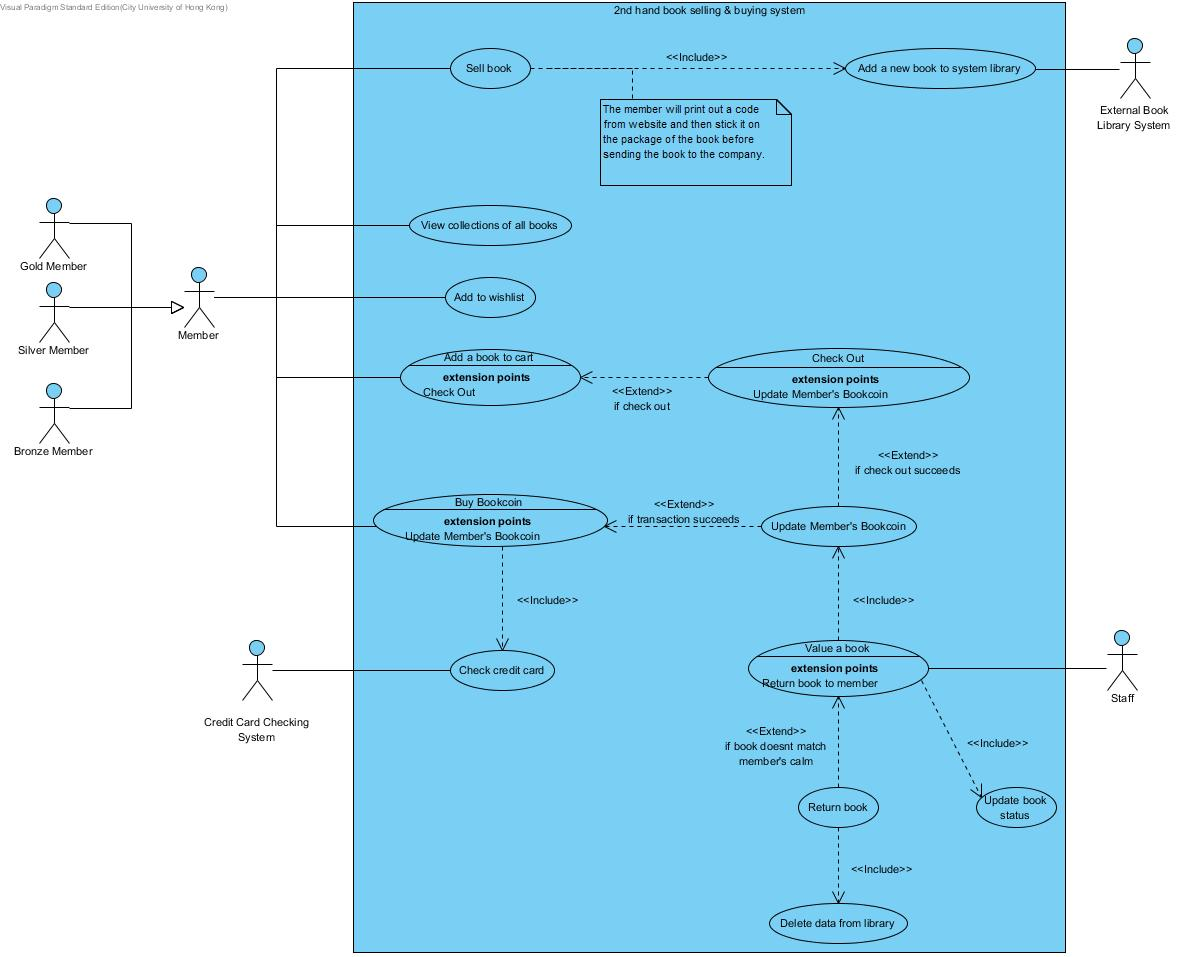 Visual Paradigm Standard Edition(City University of Hong Kong)
2nd hand book selling & buying system
Sell book
<<Include>>
Add a new book to system library
External Book
Library System
The member will print out a code
from website and then stick it on
the package of the book before
sending the book to the company.
Gold Member
View collections of all books
Silver Member
Member
Add to wishlist
Bronze Member
Add a book to cart
extension points
Check Out
<<Extend>>
if check out
Check Out
extension points
Update Member's Bookcoin
<<Extend>>
if check out succeeds
Buy Bookcoin
extension points
Update Member's Bookcoin
<<Extend>>
if transaction succeeds
Update Member's Bookcoin
<<Include>>
<<Include>>
Credit Card Checking
System
Check credit card
Value a book
extension points
Return book to member
Staff
<<Extend>>
if book doesnt match
member's calm
<<Include>>
Return book
Update book
status
<<Include>>
Delete data from library